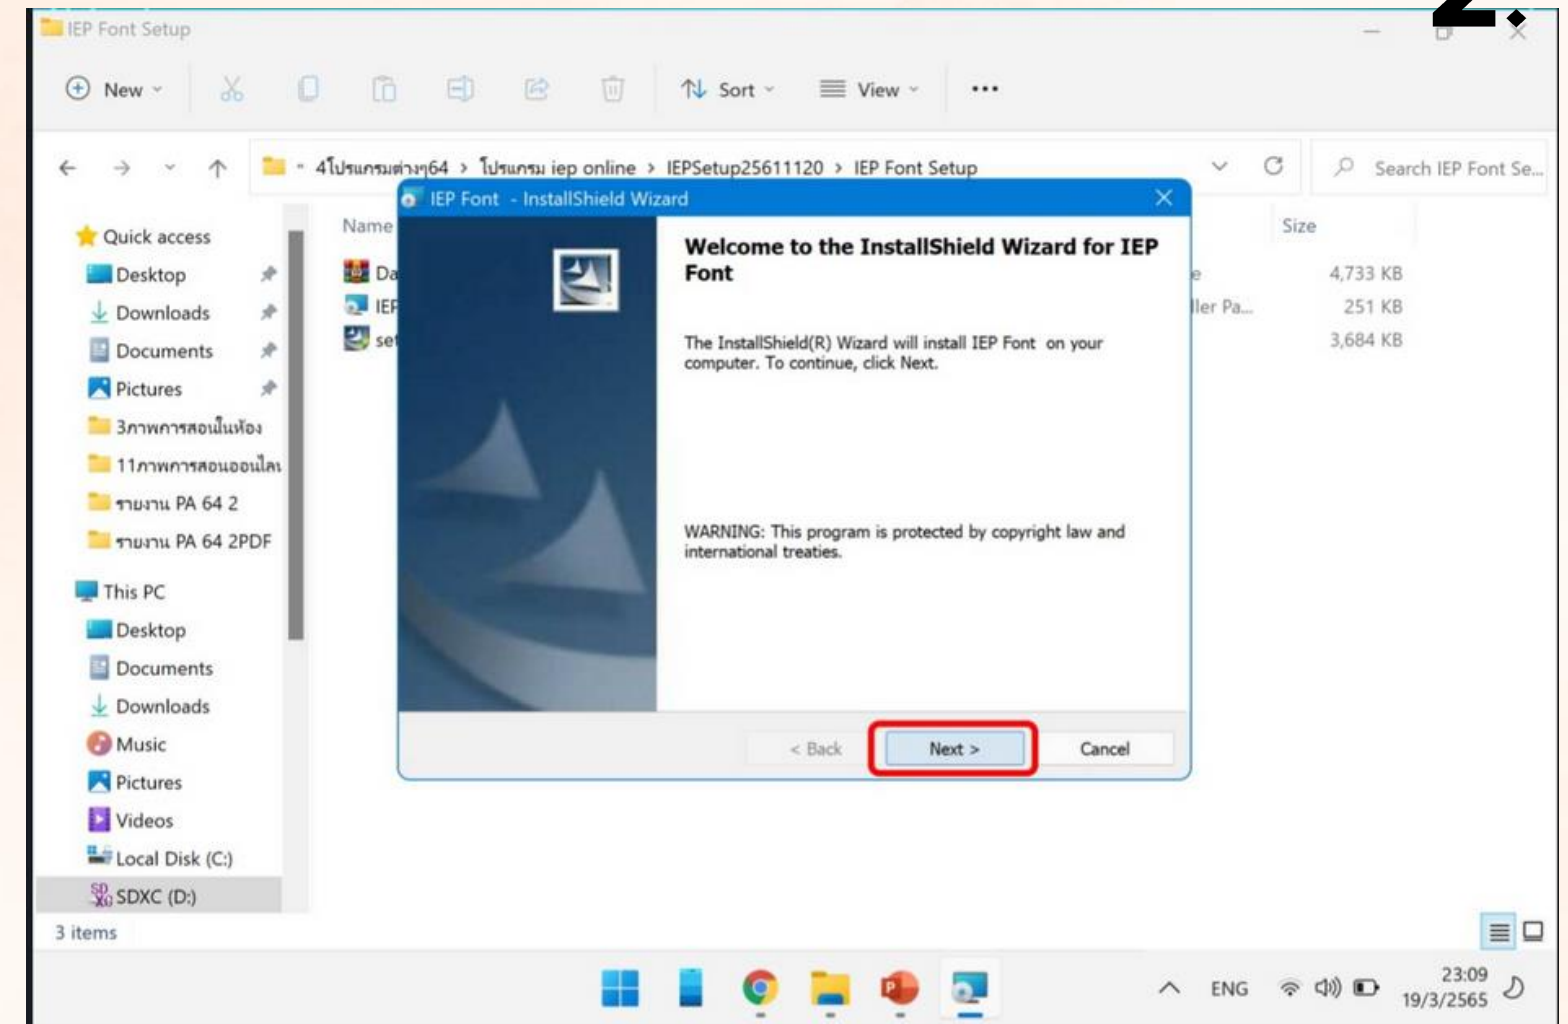 2.
IEP Font Setup
New
Sort
View
4โปรแกรมต่างๆ64 > โปรแกรม iep online > IEPSetup25611120 > IEP Font Setup
Search IEP Font Se...
IEP Font - InstallShield Wizard
Quick access
Name
Size
Desktop
Da
e
4,733 KB
Downloads
IEP
ller Pa...
251 KB
Documents
set
3,684 KB
Pictures
3ภาพการสอนในห้อง
11ภาพการสอนออนไลน
รายงาน PA 64 2
รายงาน PA 64 2PDF
This PC
Desktop
Documents
Downloads
Music
Pictures
Videos
Local Disk (C:)
SDXC (D:)
3 items
Welcome to the InstallShield Wizard for IEP
Font
The InstallShield(R) Wizard will install IEP Font on your
computer. To continue, click Next.
WARNING: This program is protected by copyright law and
international treaties.
< Back
Next >
Cancel
ENG
23:09
19/3/2565